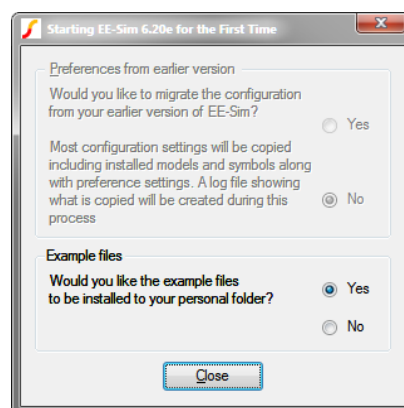 Starting EE-Sim 6.20e for the First Time
Preferences from earlier version
Would you like to migrate the configuration
from your earlier version of EE-Sim?
Yes
Most configuration settings will be copied
including installed models and symbols along
with preference settings. A log file showing
what is copied will be created during this
process
No
Example files
Would you like the example files
to be installed to your personal folder?
Yes
No
Close